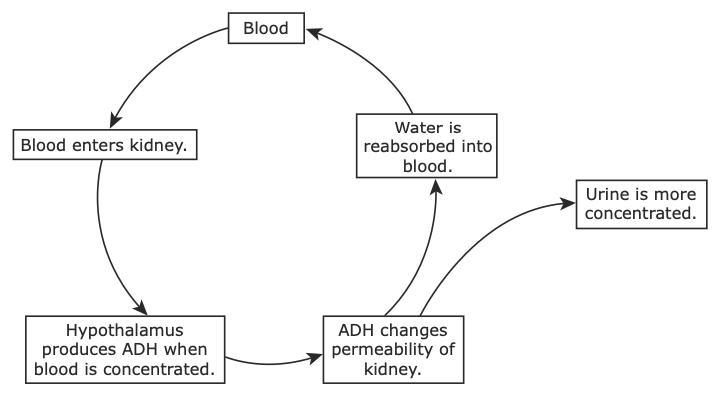 Blood
Blood enters kidney.
Hypothalamus
produces ADH when
blood is concentrated.
ADH changes
permeability of
kidney.
Water is
reabsorbed into
blood.
Urine is more
concentrated.